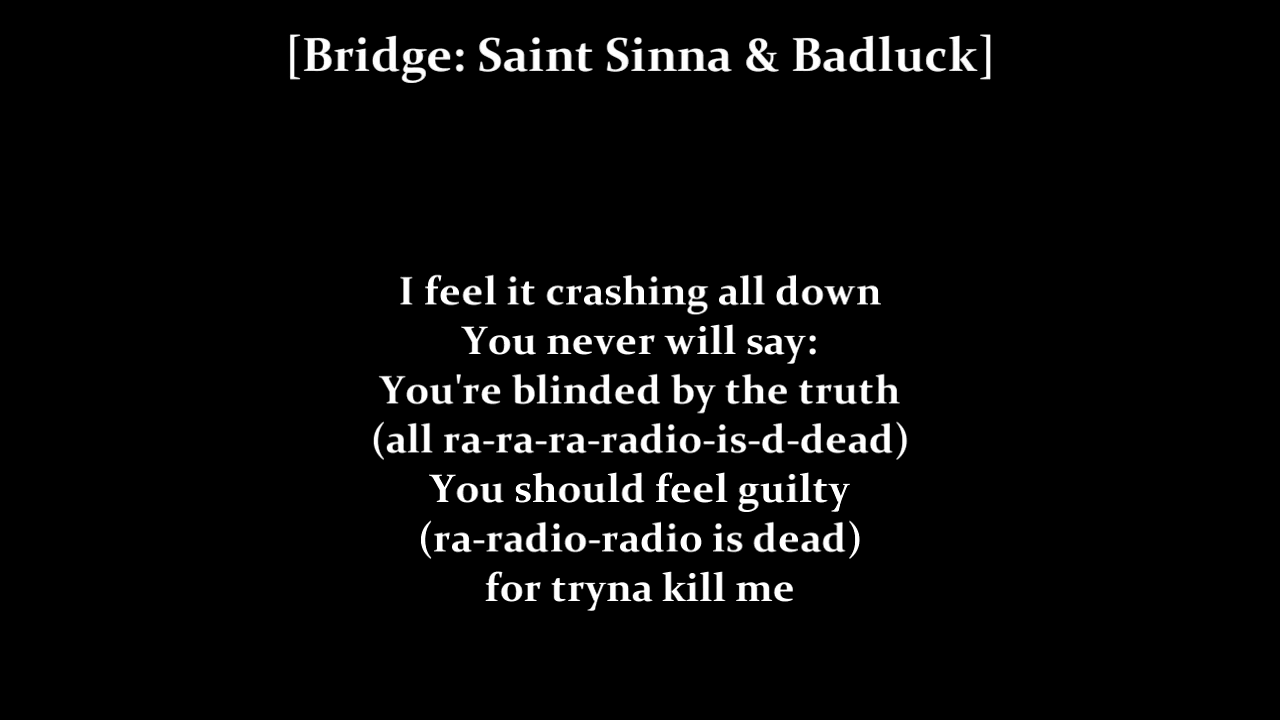 [Bridge: Saint Sinna & Badluck]
I feel it crashing all down
You never will say:
You're blinded by the truth
(all ra-ra-ra-radio-is-d-dead)
You should feel guilty
(ra-radio-radio is dead)
for tryna kill me